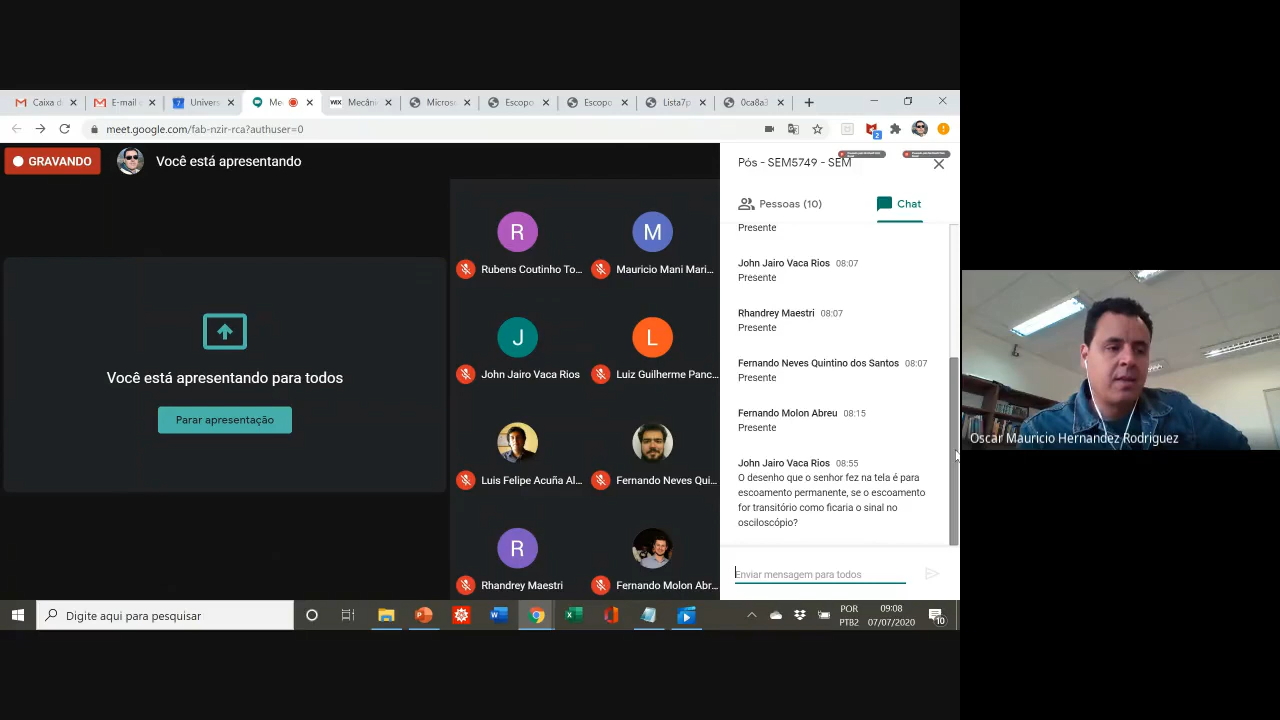 Caixa d
E-mail
Univers
Me
WIX Mecân
Micros
Escopo
Escopo
Lista7p
0ca8a3
meet.google.com/fab-nzir-rca?authuser=0
2
GRAVANDO
Você está apresentando
Você está apresentando para todos
Parar apresentação
R
Rubens Coutinho To...
M
Mauricio Mani Mari...
J
John Jairo Vaca Rios
L
Luiz Guilherme Panc...
Luis Felipe Acuña Al...
Fernando Neves Qui...
R
Rhandrey Maestri
Fernando Molon Abr...
Pós - SEM5749 - SEM
Pessoas (10)
Chat
Presente
John Jairo Vaca Rios 08:07
Presente
Rhandrey Maestri 08:07
Presente
Fernando Neves Quintino dos Santos 08:07
Presente
Fernando Molon Abreu 08:15
Presente
John Jairo Vaca Rios 08:55
O desenho que o senhor fez na tela é para
escoamento permanente, se o escoamento
for transitório como ficaria o sinal no
osciloscópio?
Enviar mensagem para todos
Oscar Mauricio Hernandez Rodriguez
Digite aqui para pesquisar
POR
PTB2
09:08
07/07/2020
10